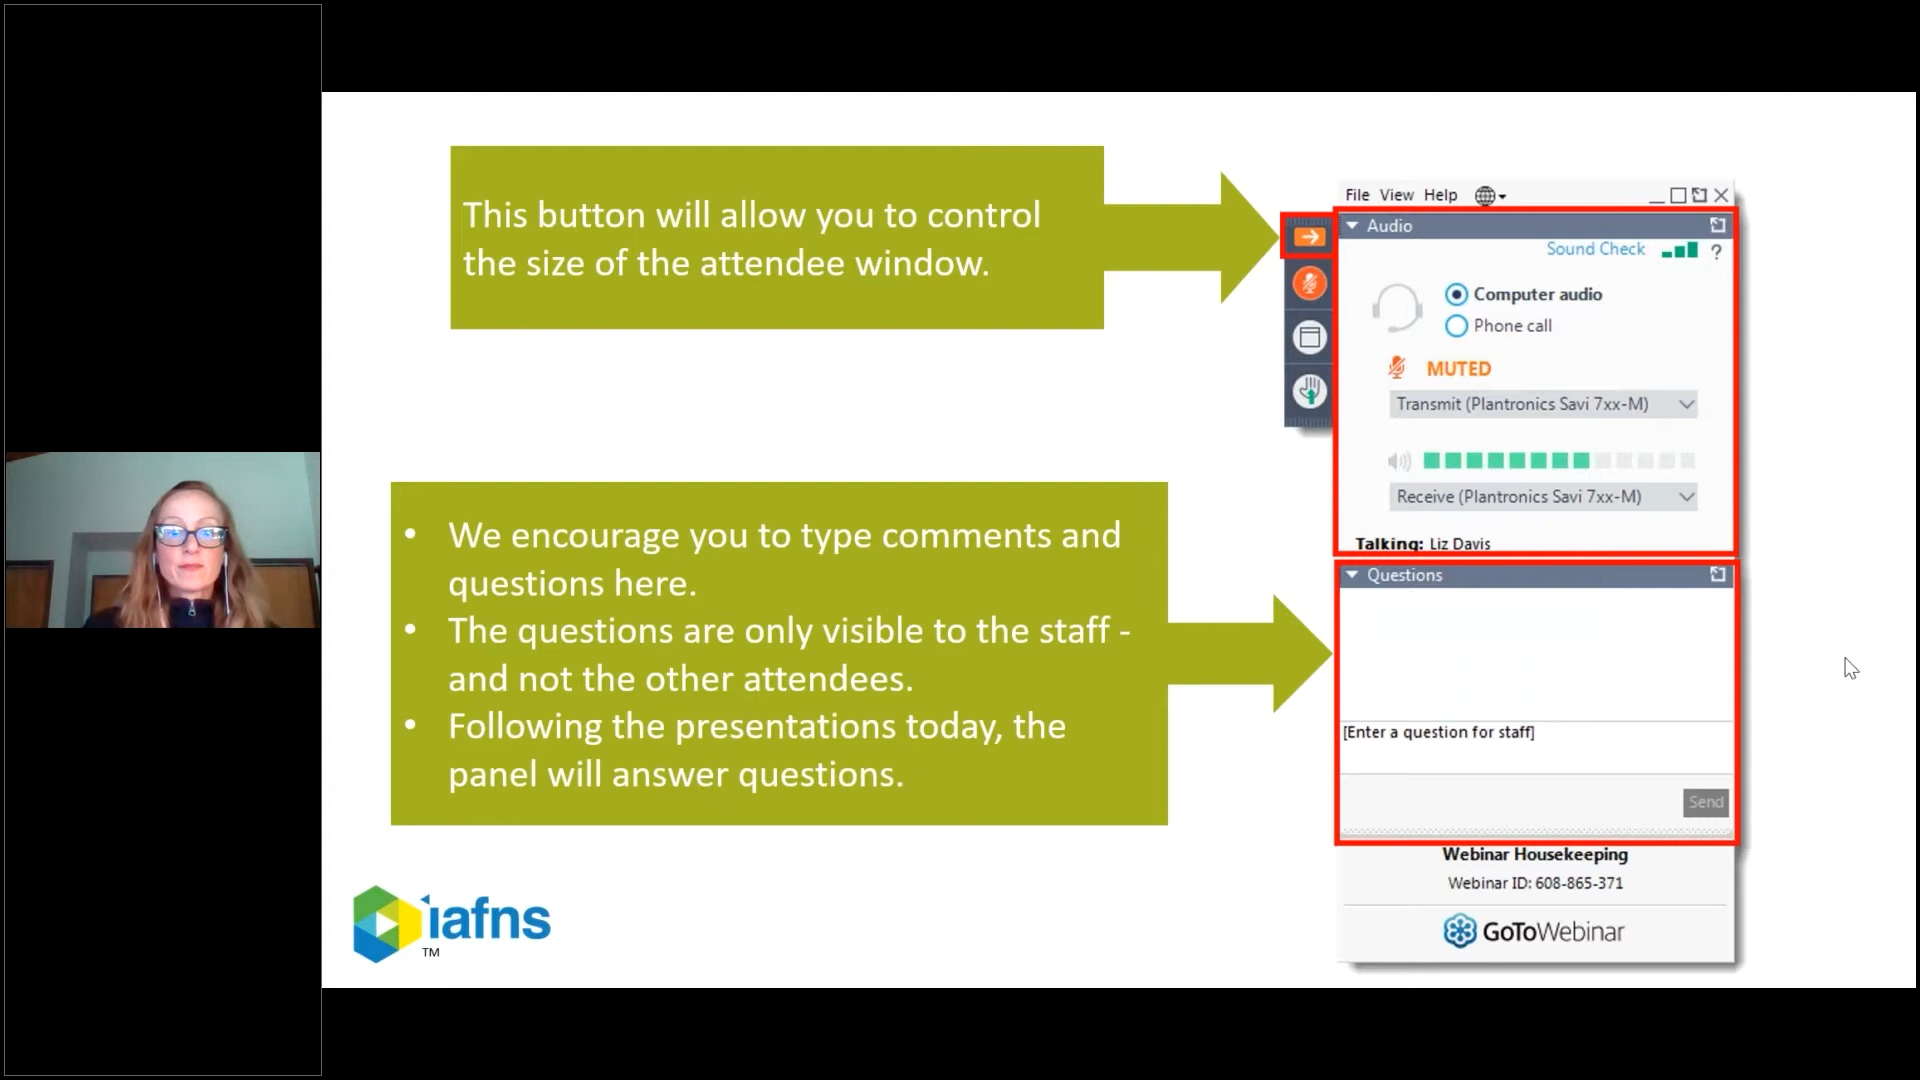 This button will allow you to control
the size of the attendee window.
• We encourage you to type comments and
questions here.
• The questions are only visible to the staff -
and not the other attendees.
• Following the presentations today, the
panel will answer questions.
iafns
TM
File View Help
Audio
Sound Check ?
Computer audio
Phone call
MUTED
Transmit (Plantronics Savi 7xx-M)
Receive (Plantronics Savi 7xx-M)
Talking: Liz Davis
Questions
[Enter a question for staff]
Send
Webinar Housekeeping
Webinar ID: 608-865-371
GoToWebinar